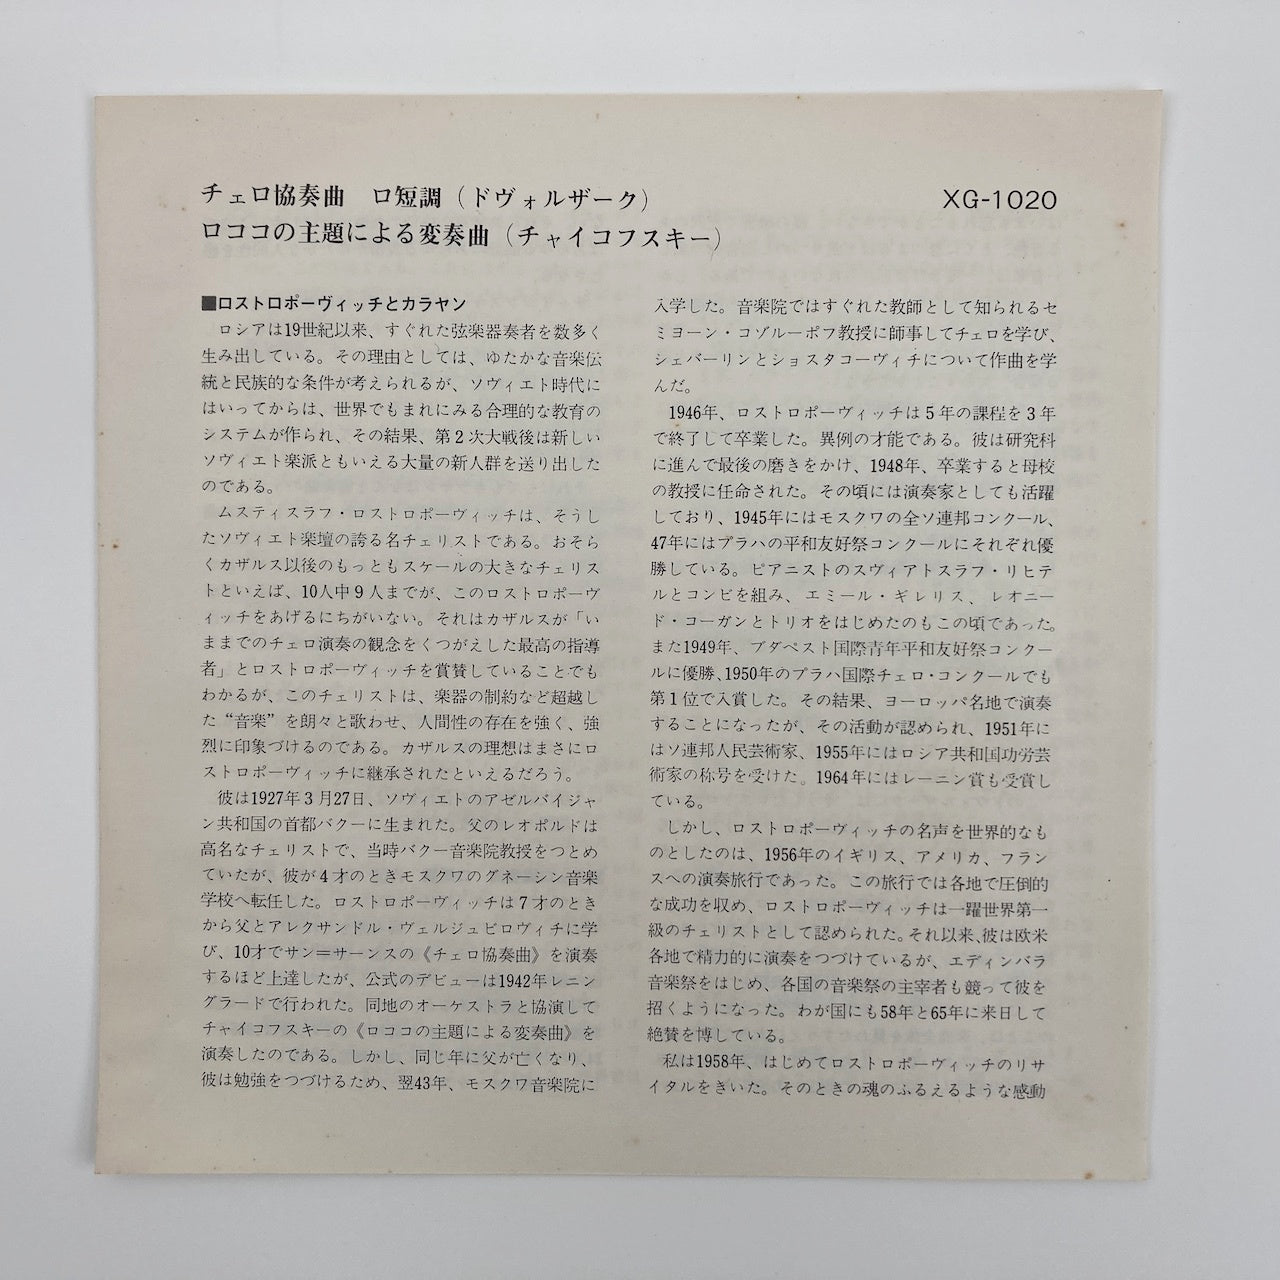 チェロ協奏曲　ロ短調（ドヴォルザーク）
XG-1020
ロココの主題による変奏曲（チャイコフスキー）
■ロストロポーヴィッチとカラヤン
ロシアは19世紀以来、すぐれた弦楽器奏者を数多く
生み出している。その理由としては、ゆたかな音楽伝
統と民族的な条件が考えられるが、ソヴィエト時代に
はいってからは、世界でもまれにみる合理的な教育の
システムが作られ、その結果、第２次大戦後は新しい
ソヴィエト楽派ともいえる大量の新人群を送り出した
のである。
ムスティスラフ・ロストロポーヴィッチは、そうし
たソヴィエト楽壇の誇る名チェリストである。おそら
くカザルス以後のもっともスケールの大きなチェリス
トといえば、10人中９人までが、このロストロポーヴ
ィッチをあげるにちがいない。それはカザルスが「い
ままでのチェロ演奏の観念をくつがえした最高の指導
者」とロストロポーヴィッチを賞賛していることでも
わかるが、このチェリストは、楽器の制約など超越し
た“音楽”を朗々と歌わせ、人間性の存在を強く、強
烈に印象づけるのである。カザルスの理想はまさにロ
ストロポーヴィッチに継承されたといえるだろう。
彼は1927年３月27日、ソヴィエトのアゼルバイジャ
ン共和国の首都バクーに生まれた。父のレオポルドは
高名なチェリストで、当時バクー音楽院教授をつとめ
ていたが、彼が４才のときモスクワのグネーシン音楽
学校へ転任した。ロストロポーヴィッチは７才のとき
から父とアレクサンドル・ヴェルジュビロヴィチに学
び、10才でサン＝サーンスの《チェロ協奏曲》を演奏
するほど上達したが、公式のデビューは1942年レニン
グラードで行われた。同地のオーケストラと協演して
チャイコフスキーの《ロココの主題による変奏曲》を
演奏したのである。しかし、同じ年に父が亡くなり、
彼は勉強をつづけるため、翌43年、モスクワ音楽院に
入学した。音楽院ではすぐれた教師として知られるセ
ミヨーン・コゾルーポフ教授に師事してチェロを学び、
シェバーリンとショスタコーヴィチについて作曲を学
んだ。
1946年、ロストロポーヴィッチは５年の課程を３年
で終了して卒業した。異例の才能である。彼は研究科
に進んで最後の磨きをかけ、1948年、卒業すると母校
の教授に任命された。その頃には演奏家としても活躍
しており、1945年にはモスクワの全ソ連邦コンクール、
47年にはプラハの平和友好祭コンクールにそれぞれ優
勝している。ピアニストのスヴィアトスラフ・リヒテ
ルとコンビを組み、エミール・ギレリス、レオニー
ド・コーガンとトリオをはじめたのもこの頃であった。
また1949年、ブダペスト国際青年平和友好祭コンクー
ルに優勝、1950年のプラハ国際チェロ・コンクールでも
第１位で入賞した。その結果、ヨーロッパ名地で演奏
することになったが、その活動が認められ、1951年に
はソ連邦人民芸術家、1955年にはロシア共和国功労芸
術家の称号を受けた。1964年にはレーニン賞も受賞し
ている。
しかし、ロストロポーヴィッチの名声を世界的なも
のとしたのは、1956年のイギリス、アメリカ、フラン
スへの演奏旅行であった。この旅行では各地で圧倒的
な成功を収め、ロストロポーヴィッチは一躍世界第一
級のチェリストとして認められた。それ以来、彼は欧米
各地で精力的に演奏をつづけているが、エディンバラ
音楽祭をはじめ、各国の音楽祭の主宰者も競って彼を
招くようになった。わが国にも58年と65年に来日して
絶賛を博している。
私は1958年、はじめてロストロポーヴィッチのリサ
イタルをきいた。そのときの魂のふるえるような感動